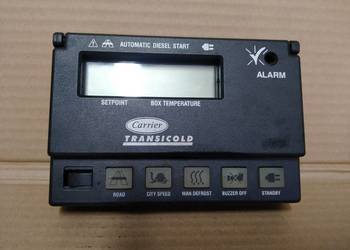 AUTOMATIC DIESEL START
ALARM
SETPOINT BOX TEMPERATURE
Carrier
TRANSICOLD
ROAD CITY SPEED MAN DEFROST BUZZER OFF STANDBY